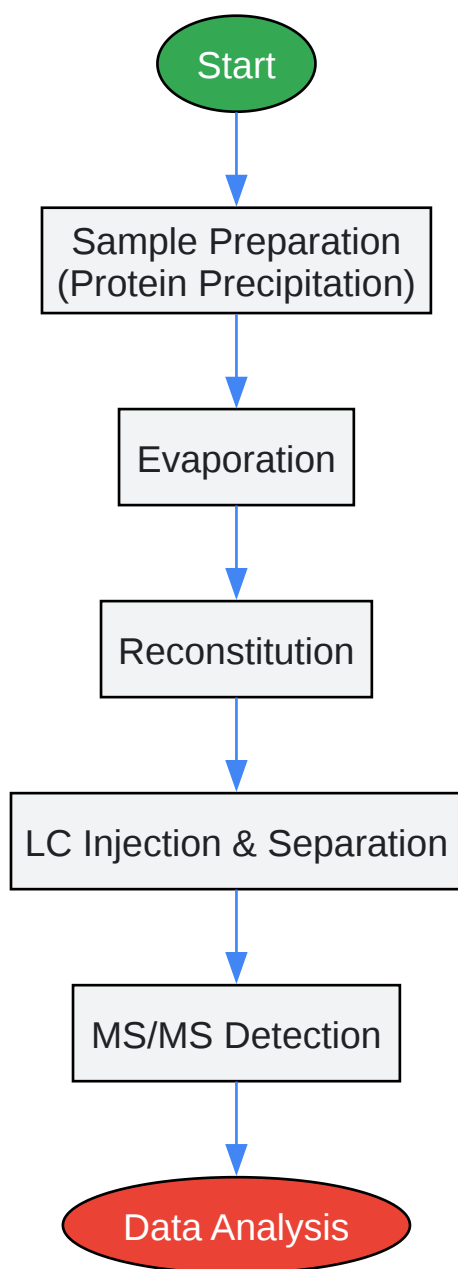 Start
Sample Preparation
(Protein Precipitation)
Evaporation
Reconstitution
LC Injection & Separation
MS/MS Detection
Data Analysis